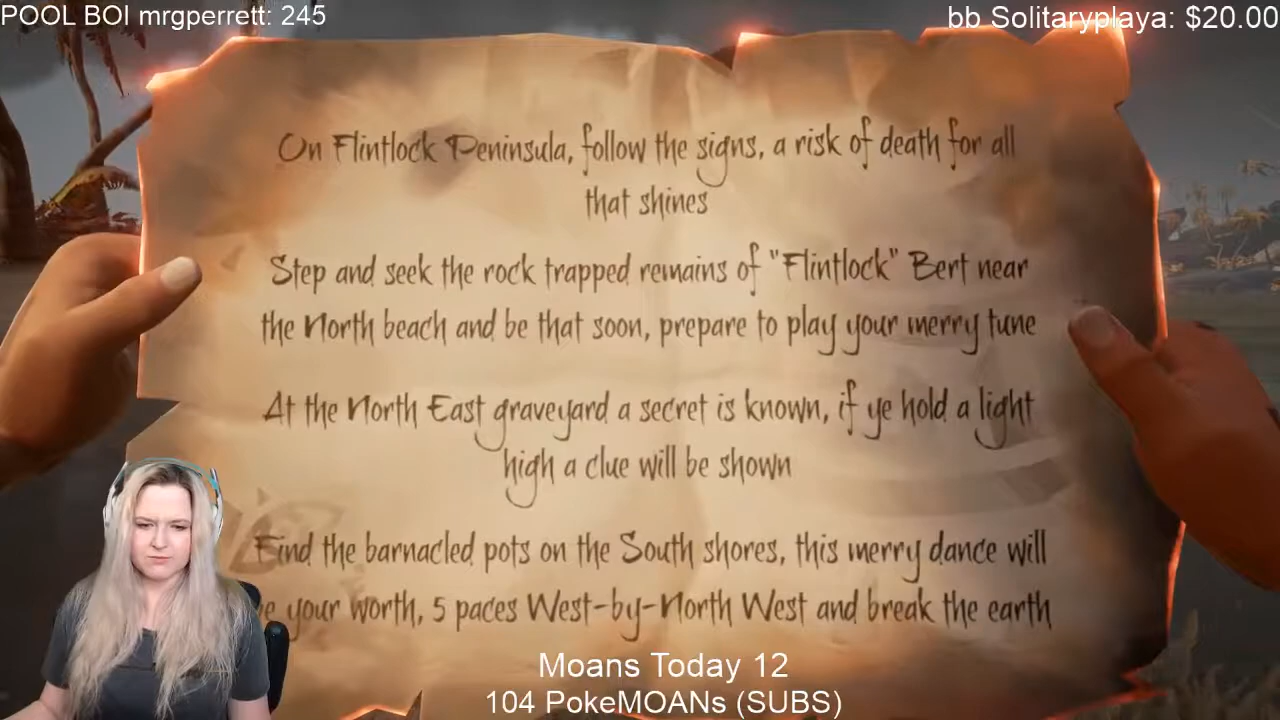 POOL BOI mrgperrett: 245
bb Solitaryplaya: $20.00
On Flintlock Peninsula, follow the signs, a risk of death for all
that shines
Step and seek the rock trapped remains of "Flintlock" Bert near
the North beach and be that soon, prepare to play your merry tune
At the North East graveyard a secret is known, if ye hold a light
high a clue will be shown
Find the barnacled pots on the South shores, this merry dance will
your worth, 5 paces West-by-North West and break the earth
Moans Today 12
104 PokeMOANs (SUBS)